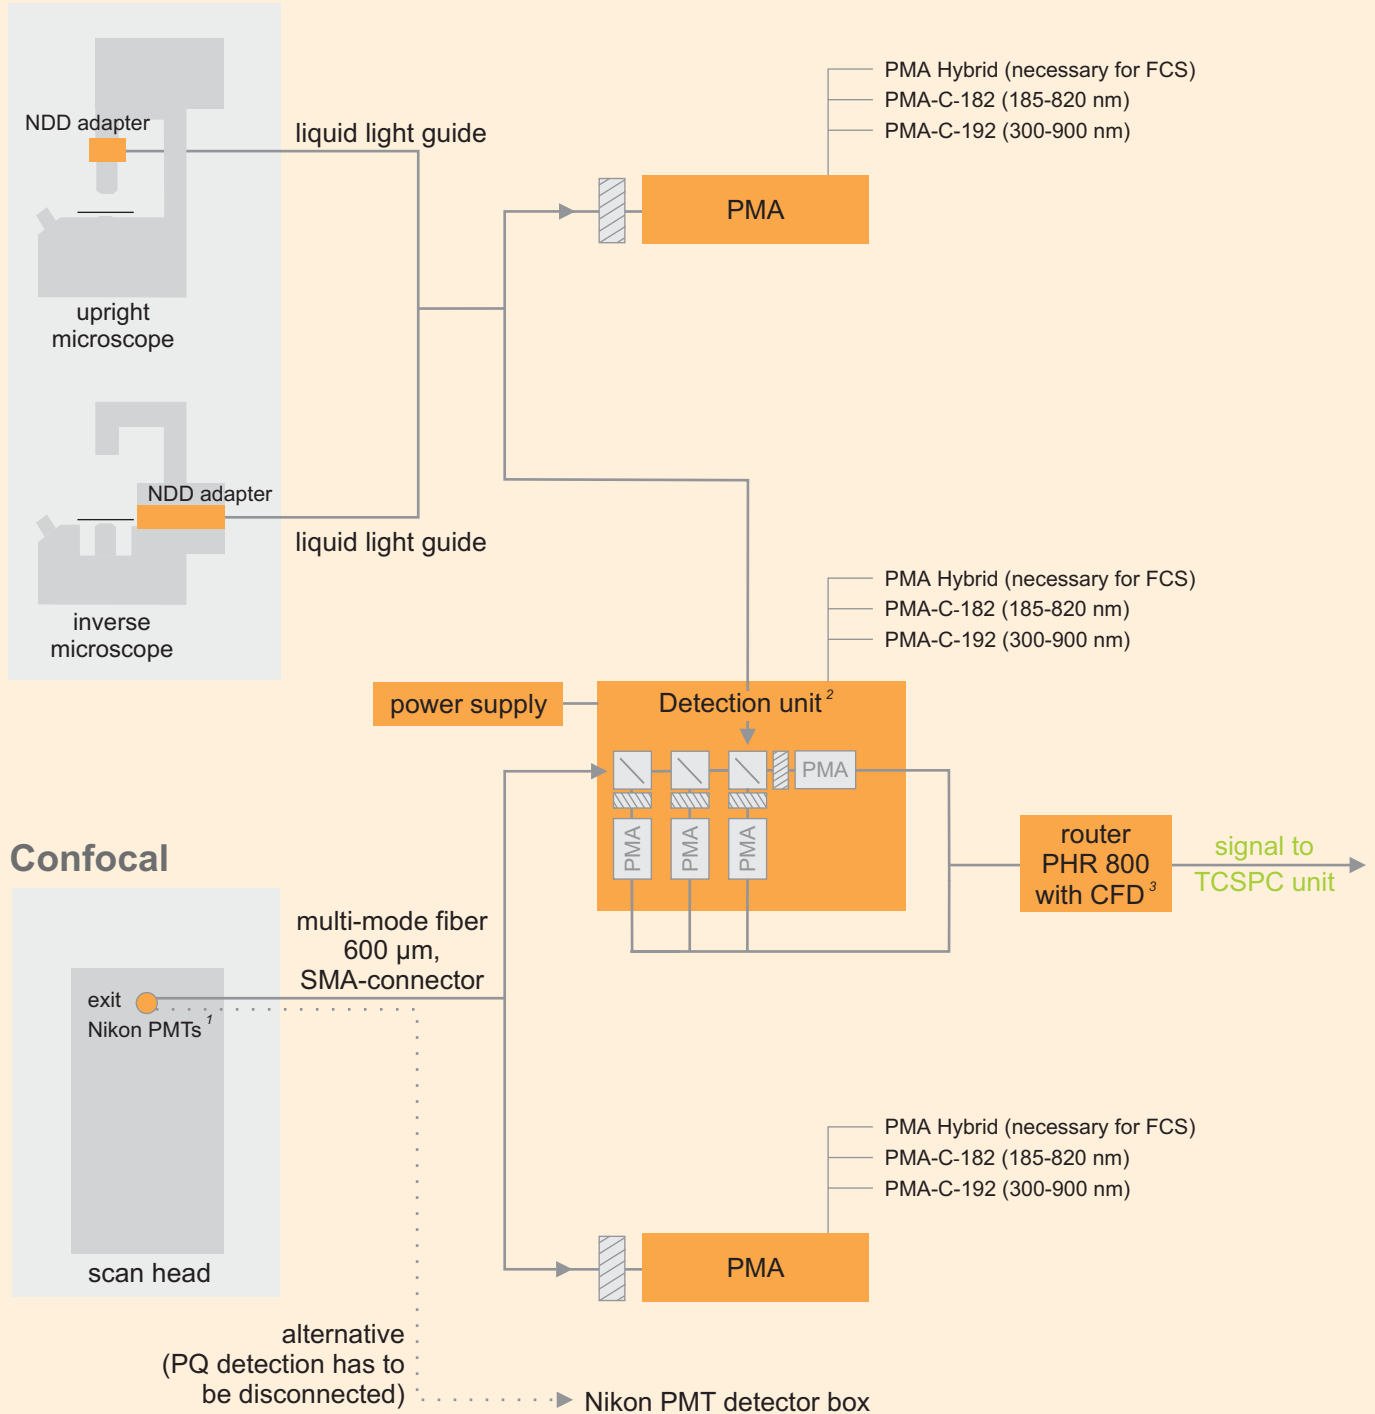 NDD adapter
liquid light guide
upright
microscope
PMA Hybrid (necessary for FCS)
PMA-C-182 (185-820 nm)
PMA-C-192 (300-900 nm)
PMA
NDD adapter
liquid light guide
inverse
microscope
PMA Hybrid (necessary for FCS)
PMA-C-182 (185-820 nm)
PMA-C-192 (300-900 nm)
power supply
Detection unit ²
PMA
PMA
PMA
PMA
router
PHR 800
with CFD ³
signal to
TCSPC unit
Confocal
multi-mode fiber
600 µm,
SMA-connector
exit
Nikon PMTs ¹
scan head
PMA Hybrid (necessary for FCS)
PMA-C-182 (185-820 nm)
PMA-C-192 (300-900 nm)
PMA
alternative
(PQ detection has to
be disconnected)
Nikon PMT detector box